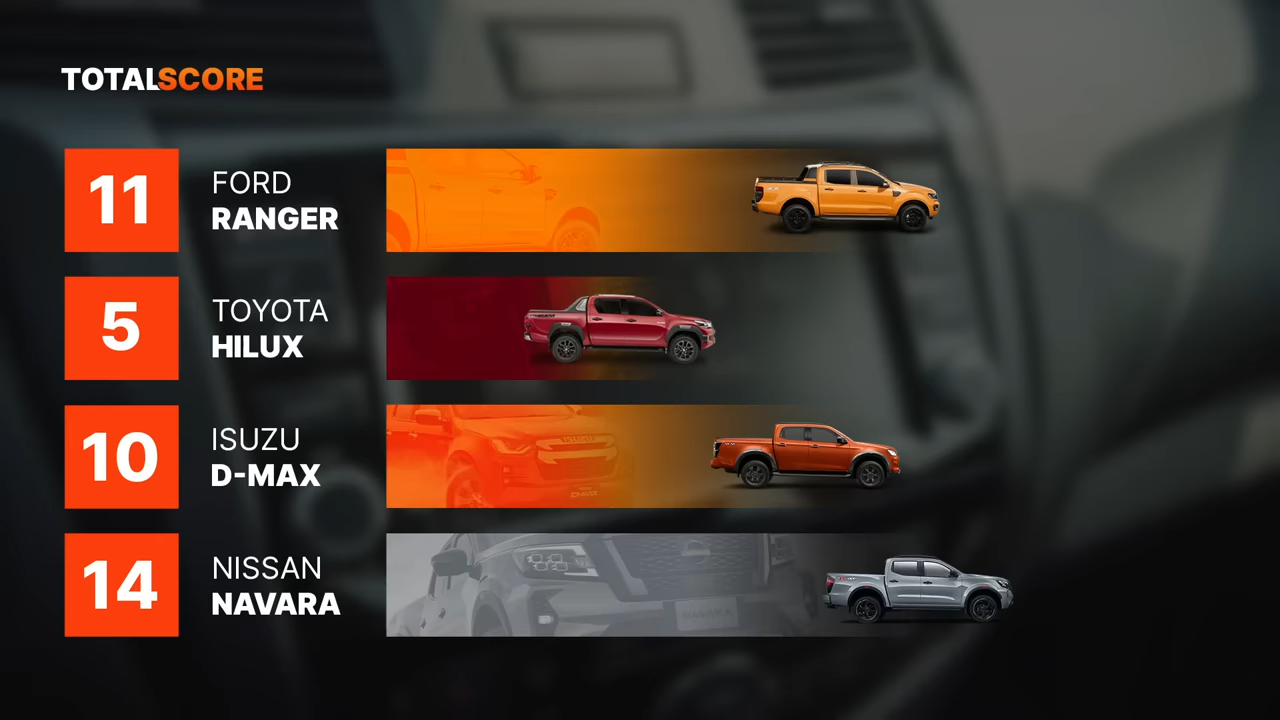 TOTALSCORE
11
FORD
RANGER
5
TOYOTA
HILUX
10
ISUZU
D-MAX
14
NISSAN
NAVARA